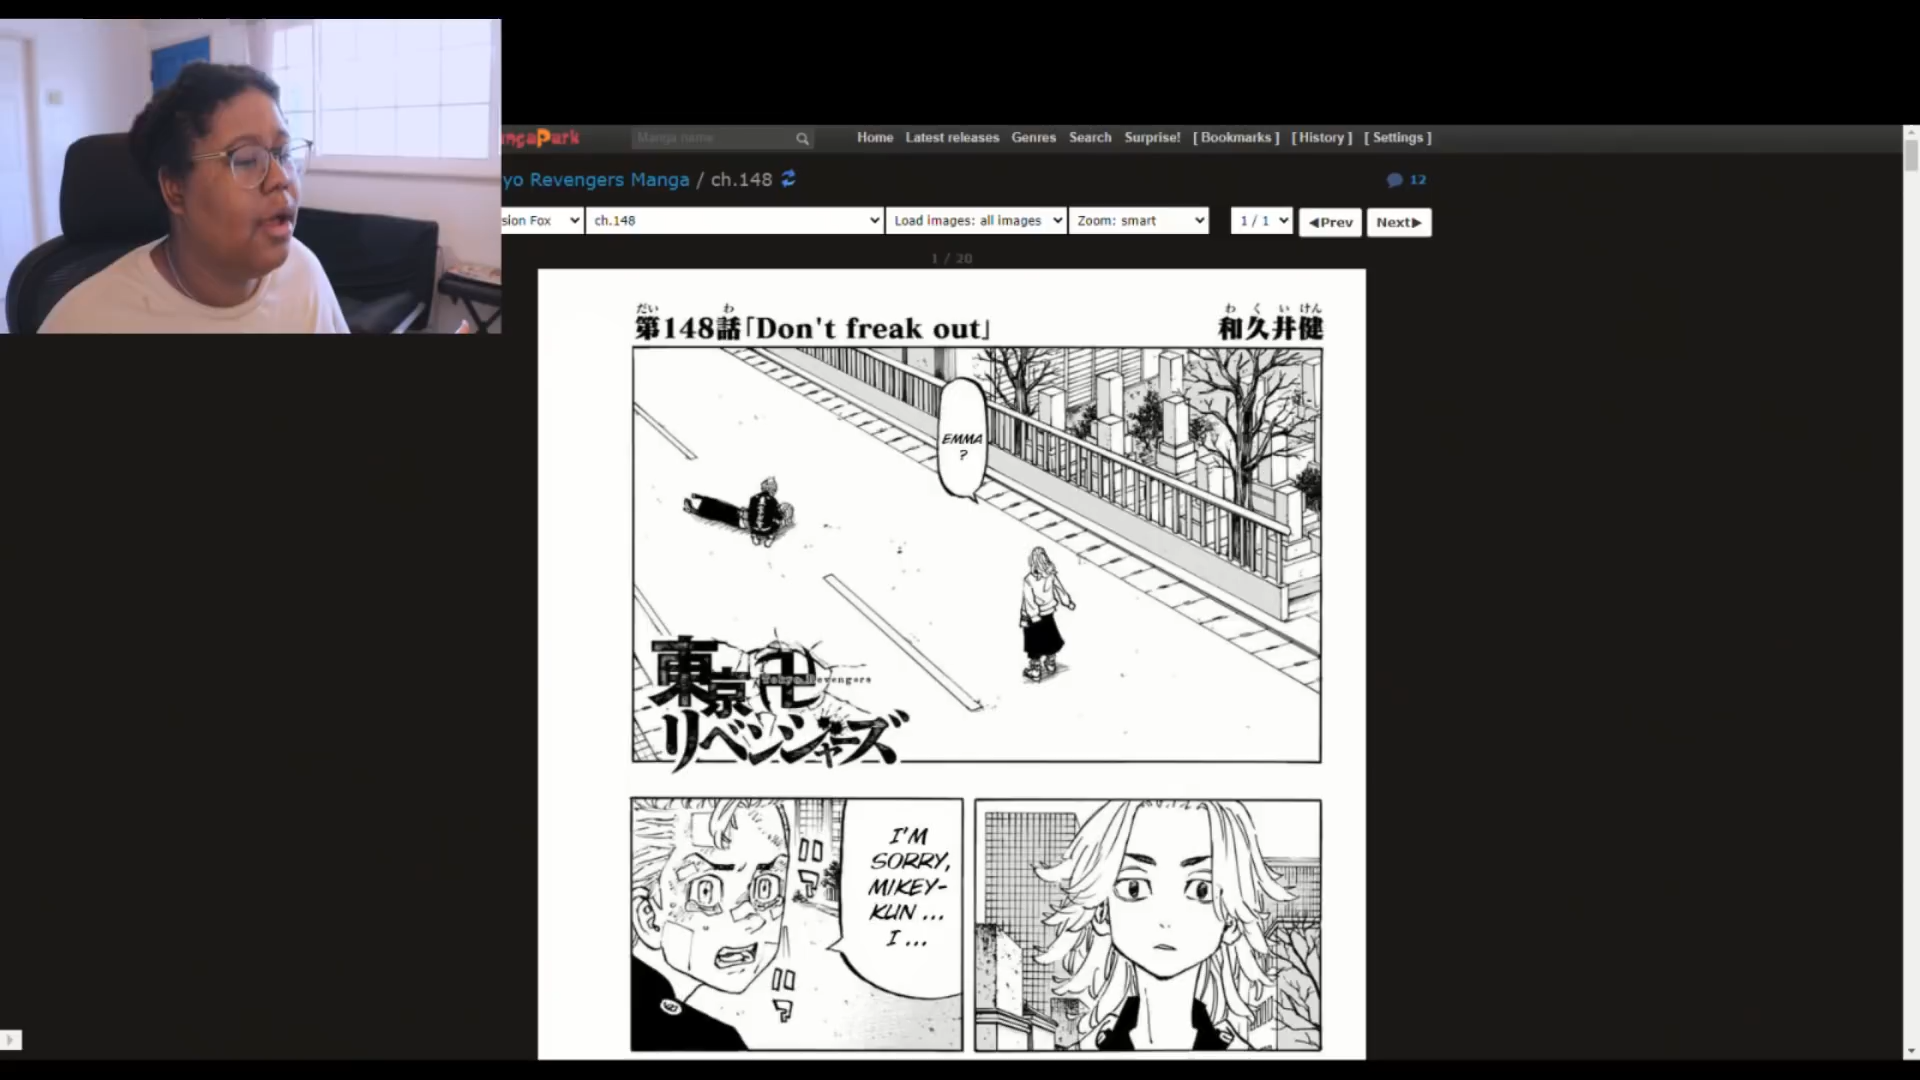 ngaPark
Manga name
Home
Latest releases
Genres
Search
Surprise!
[ Bookmarks ]
[ History ]
[ Settings ]
yo Revengers Manga / ch.148
12
sion Fox
ch.148
Load images: all images
Zoom: smart
1 / 1
◀Prev
Next▶
1 / 20
だい わ
第148話「Don't freak out」
わ く い けん
和久井健
EMMA
?
東京卍
Tokyo Revengers
リベンジャーズ
I'M
SORRY,
MIKEY-
KUN ...
I ...